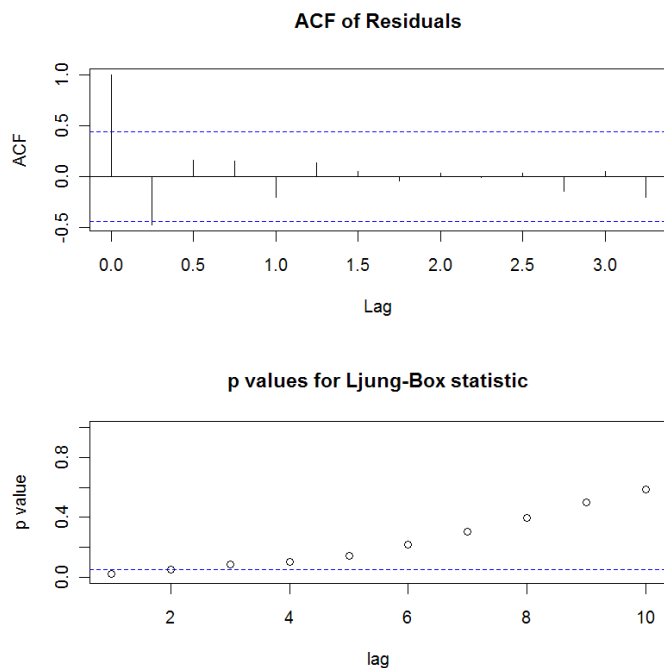 ACF of Residuals
ACF
1.0
0.5
0.0
-0.5
0.0 0.5 1.0 1.5 2.0 2.5 3.0
Lag
p values for Ljung-Box statistic
p value
0.8
0.4
0.0
2 4 6 8 10
lag